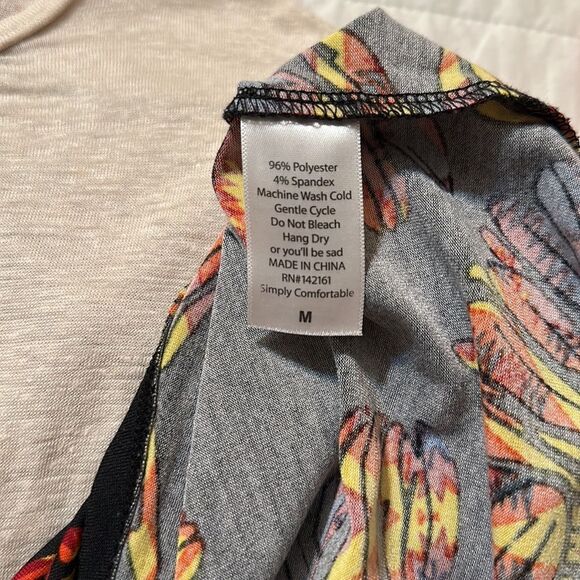 96% Polyester
4% Spandex
Machine Wash Cold
Gentle Cycle
Do Not Bleach
Hang Dry
or you'll be sad
MADE IN CHINA
RN#142161
Simply Comfortable
M